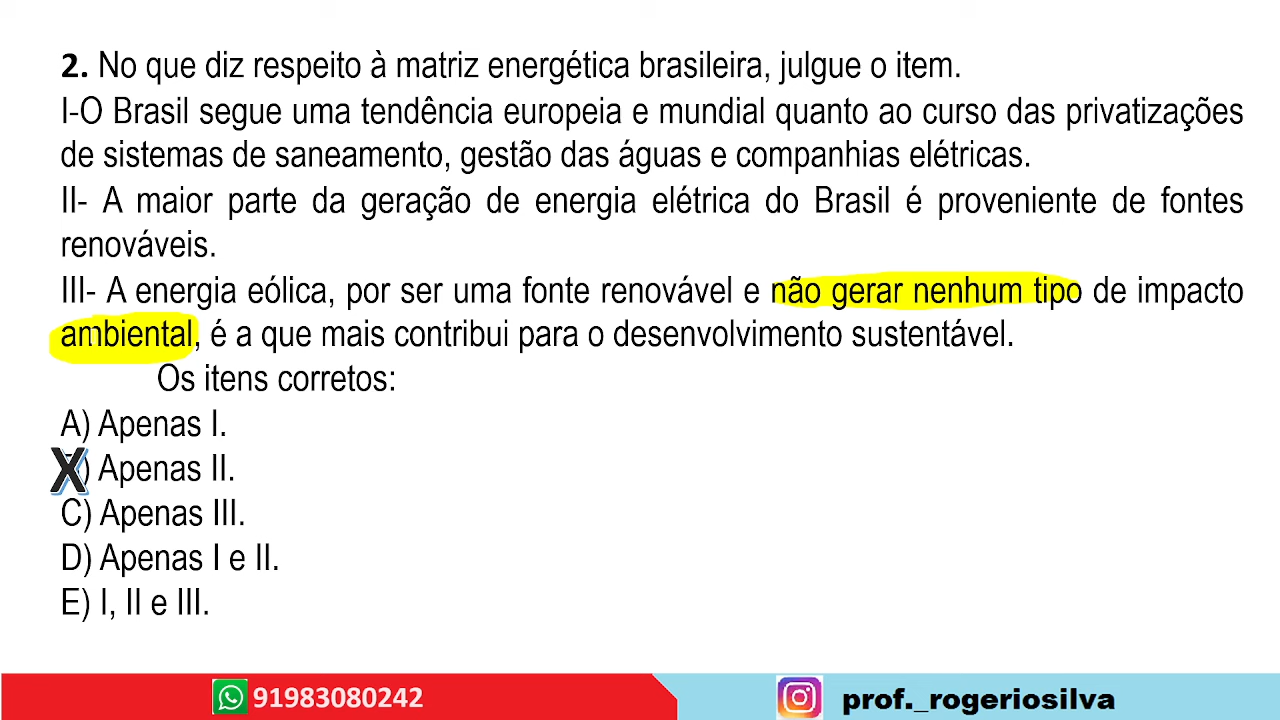 2. No que diz respeito à matriz energética brasileira, julgue o item.
I-O Brasil segue uma tendência europeia e mundial quanto ao curso das privatizações
de sistemas de saneamento, gestão das águas e companhias elétricas.
II- A maior parte da geração de energia elétrica do Brasil é proveniente de fontes
renováveis.
III- A energia eólica, por ser uma fonte renovável e não gerar nenhum tipo de impacto
ambiental, é a que mais contribui para o desenvolvimento sustentável.
Os itens corretos:
A) Apenas I.
X) Apenas II.
C) Apenas III.
D) Apenas I e II.
E) I, II e III.
91983080242
prof._rogeriosilva